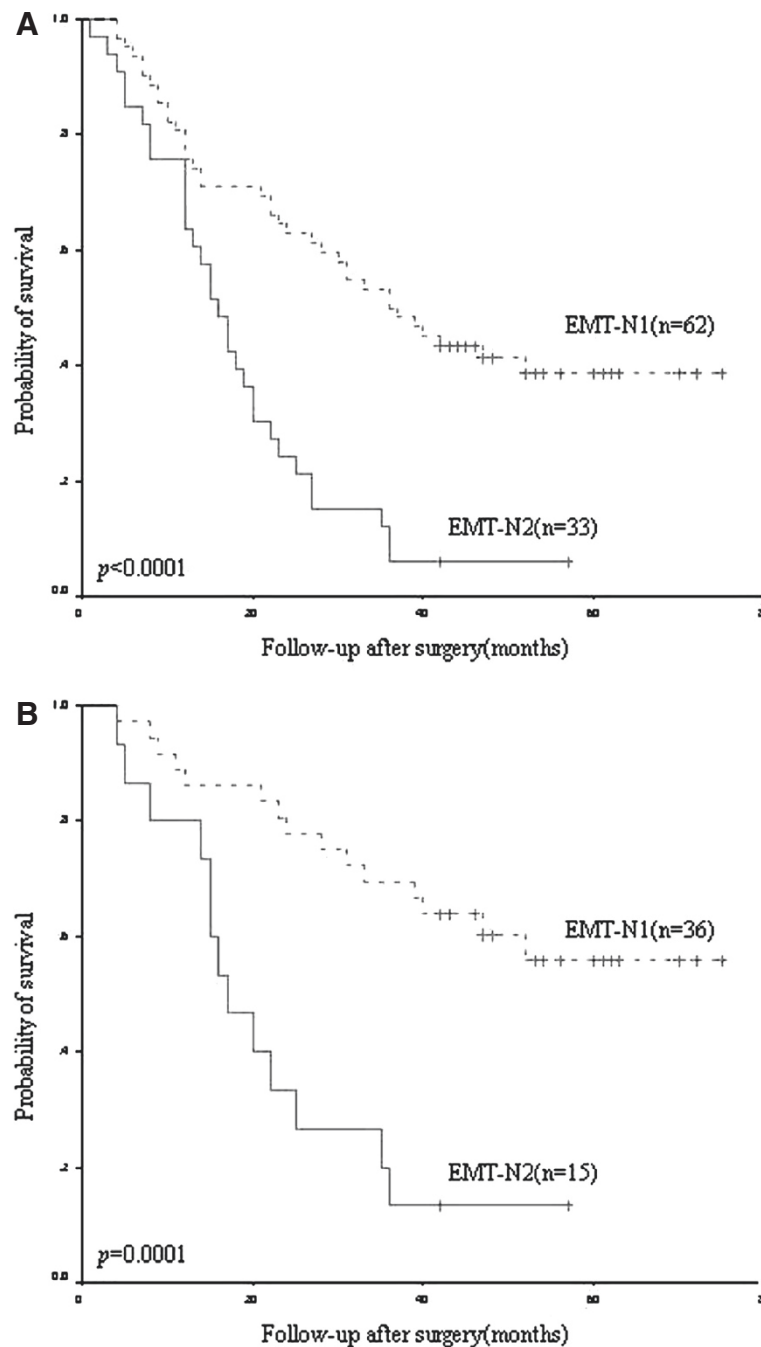 A
1.0
.8
.6
.4
.2
0.0
Probability of survival
EMT-N1(n=62)
EMT-N2(n=33)
p<0.0001
0
20
40
60
Follow-up after surgery(months)
B
1.0
.8
.6
.4
.2
0.0
Probability of survival
EMT-N1(n=36)
EMT-N2(n=15)
p=0.0001
0
20
40
60
Follow-up after surgery(months)